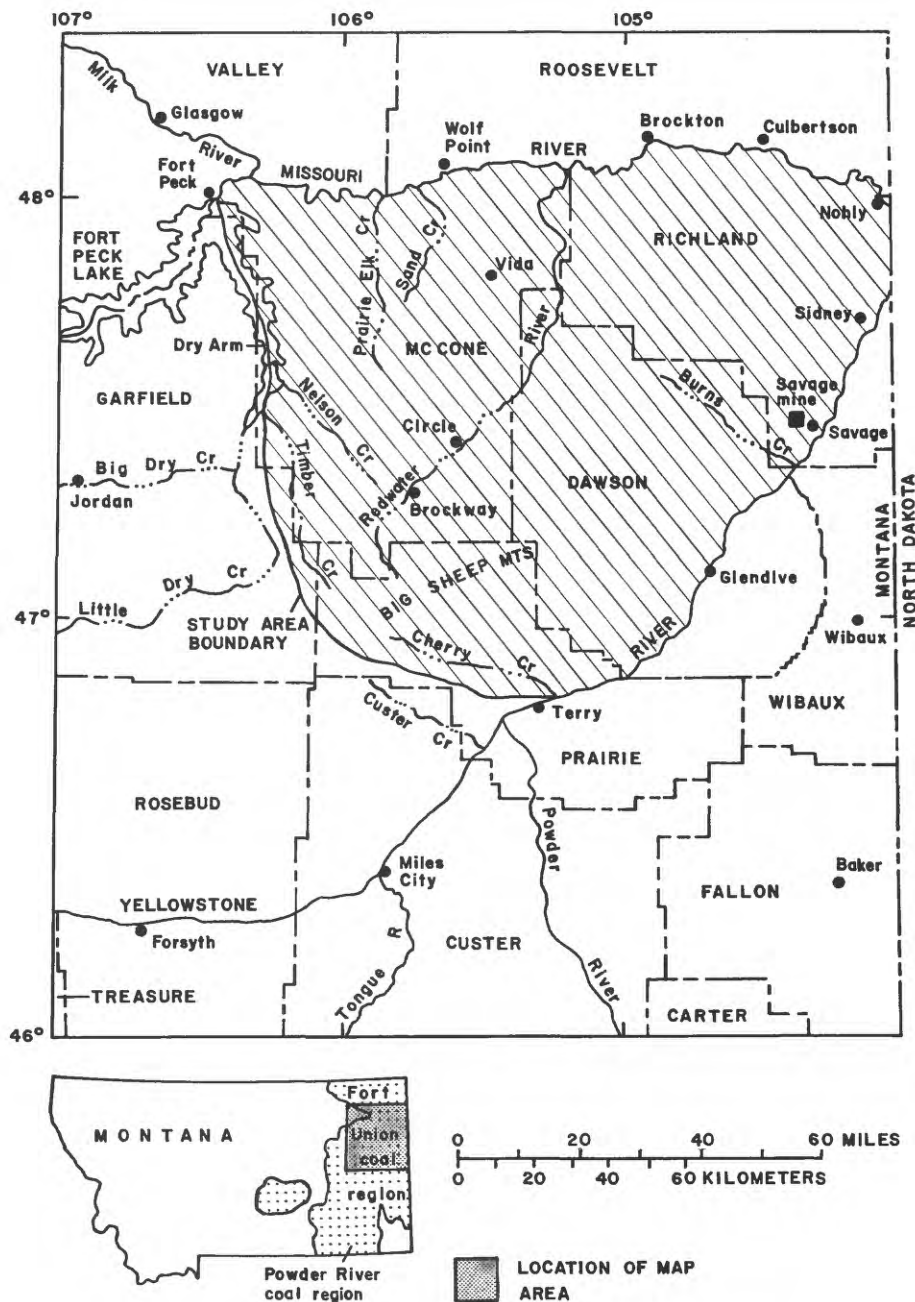 107°
106°
105°
VALLEY
ROOSEVELT
Milk
River
Glasgow
Fort
Peck
MISSOURI
Wolf
Point
RIVER
Brockton
Culbertson
48°
Nohly
FORT
PECK
LAKE
Prairie Elk Cr
Sand Cr
Vida
RICHLAND
Sidney
Dry Arm
MC CONE
River
GARFIELD
Nelson
Cr
Burns
Cr
Savage
mine
Savage
Circle
Timber
Cr
Big Dry Cr
Jordan
Redwater
Brockway
DAWSON
BIG SHEEP MTS
Glendive
MONTANA
NORTH DAKOTA
Little Dry Cr
47°
STUDY AREA
BOUNDARY
Cherry
Cr
RIVER
Wibaux
Custer
Cr
Terry
WIBAUX
PRAIRIE
ROSEBUD
Powder
River
Miles
City
Baker
FALLON
YELLOWSTONE
Forsyth
CUSTER
Tongue R
TREASURE
CARTER
46°
MONTANA
Fort
Union
coal
region
Powder River
coal region
0 20 40 60 MILES
0 20 40 60 KILOMETERS
LOCATION OF MAP
AREA